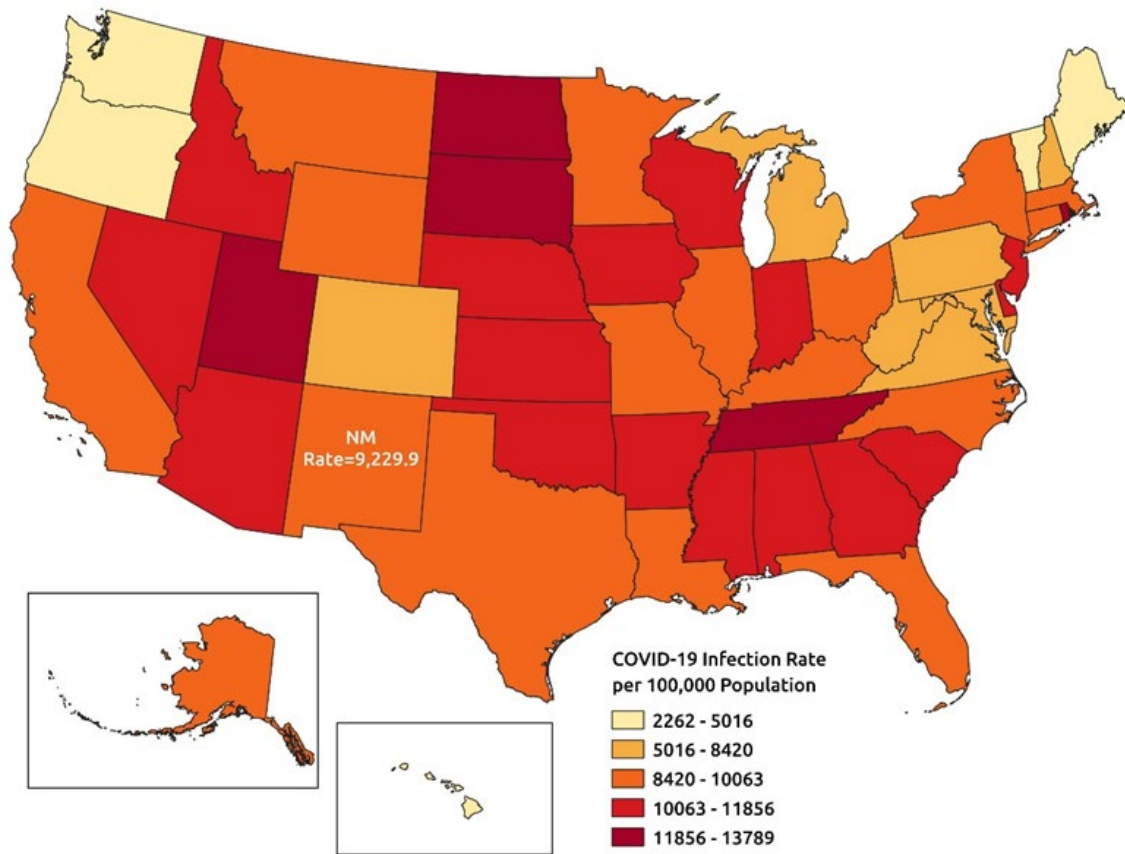 NM
Rate=9,229.9
COVID-19 Infection Rate
per 100,000 Population
2262 - 5016
5016 - 8420
8420 - 10063
10063 - 11856
11856 - 13789